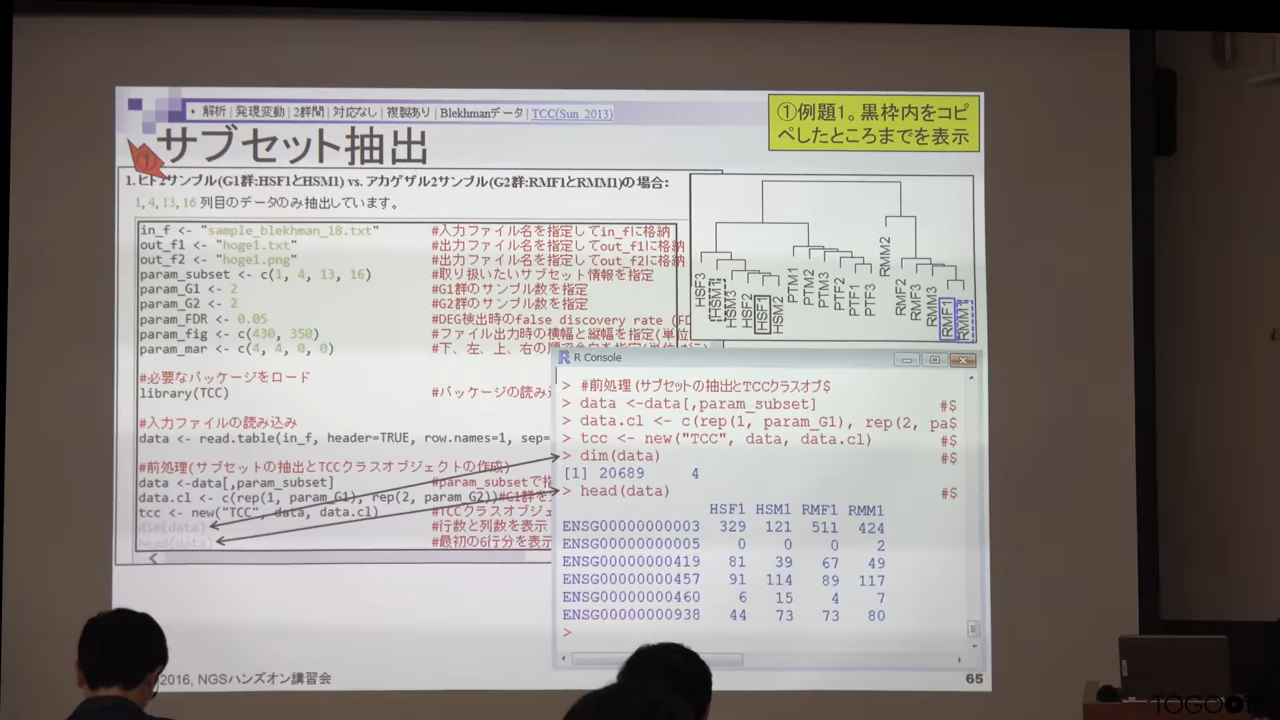 ・解析 | 発現変動 | 2群間 | 対応なし | 複製あり | Blekhmanデータ | TCC(Sun_2013)
サブセット抽出
①例題1。黒枠内をコピ
ペしたところまでを表示
①
1. ヒト2サンプル(G1群:HSF1とHSM1) vs. アカゲザル2サンプル(G2群:RMF1とRMM1)の場合:
1, 4, 13, 16 列目のデータのみ抽出しています。
in_f <- "sample_blekhman_18.txt" #入力ファイル名を指定してin_fに格納
out_f1 <- "hoge1.txt" #出力ファイル名を指定してout_f1に格納
out_f2 <- "hoge1.png" #出力ファイル名を指定してout_f2に格納
param_subset <- c(1, 4, 13, 16) #取り扱いたいサブセット情報を指定
param_G1 <- 2 #G1群のサンプル数を指定
param_G2 <- 2 #G2群のサンプル数を指定
param_FDR <- 0.05 #DEG検出時のfalse discovery rate (FD
param_fig <- c(430, 350) #ファイル出力時の横幅と縦幅を指定(単位
param_mar <- c(4, 4, 0, 0) #下、左、上、右の順で
#必要なパッケージをロード
library(TCC) #パッケージの読み込
#入力ファイルの読み込み
data <- read.table(in_f, header=TRUE, row.names=1, sep=
#前処理(サブセットの抽出とTCCクラスオブジェクトの作成)
data <-data[,param_subset] #param_subsetで指
data.cl <- c(rep(1, param_G1), rep(2, param_G2))#G1群を
tcc <- new("TCC", data, data.cl) #TCCクラスオブジェ
dim(data) #行数と列数を表示
head(data) #最初の6行分を表示
HSF3
HSM1
HSM3
HSF2
HSF1
HSM2
PTM1
PTM2
PTM3
PTF2
PTF1
PTF3
RMM2
RMF2
RMF3
RMM3
RMF1
RMM1
R Console
> #前処理(サブセットの抽出とTCCクラスオブ$
> data <-data[,param_subset] #$
> data.cl <- c(rep(1, param_G1), rep(2, pa$
> tcc <- new("TCC", data, data.cl) #$
> dim(data) #$
[1] 20689 4
> head(data) #$
HSF1 HSM1 RMF1 RMM1
ENSG00000000003 329 121 511 424
ENSG00000000005 0 0 0 2
ENSG00000000419 81 39 67 49
ENSG00000000457 91 114 89 117
ENSG00000000460 6 15 4 7
ENSG00000000938 44 73 73 80
>
2016, NGSハンズオン講習会
65